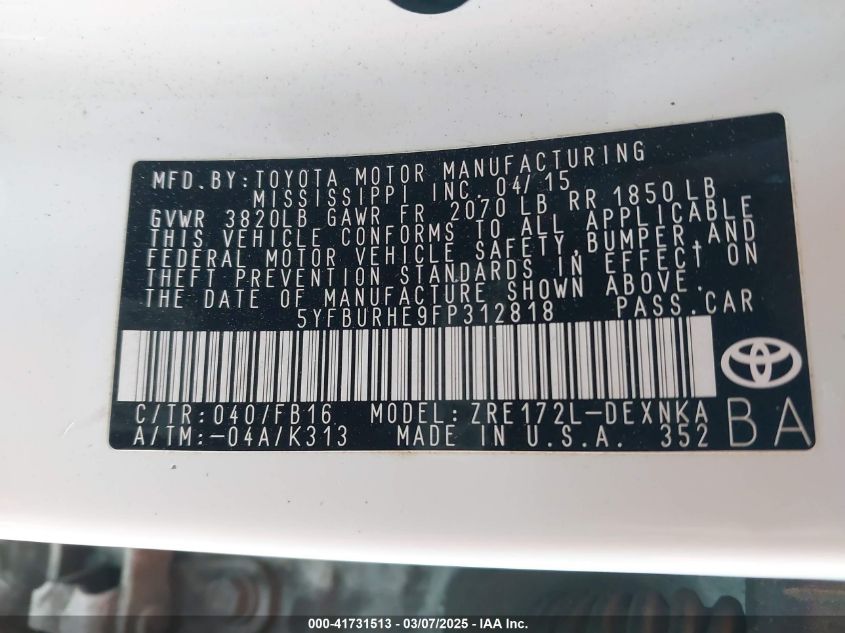 MFD. BY: TOYOTA MOTOR MANUFACTURING
MISSISSIPPI INC. 04/15
GVWR 3820LB GAWR FR 2070 LB RR 1850 LB
THIS VEHICLE CONFORMS TO ALL APPLICABLE
FEDERAL MOTOR VEHICLE SAFETY, BUMPER, AND
THEFT PREVENTION STANDARDS IN EFFECT ON
THE DATE OF MANUFACTURE SHOWN ABOVE.
5YFBURHE9FP312818 PASS. CAR
C/TR: 040/FB16 MODEL: ZRE172L-DEXNKA
A/TM: -04A/K313 MADE IN U.S.A. 352
BA
000-41731513 - 03/07/2025 - IAA Inc.